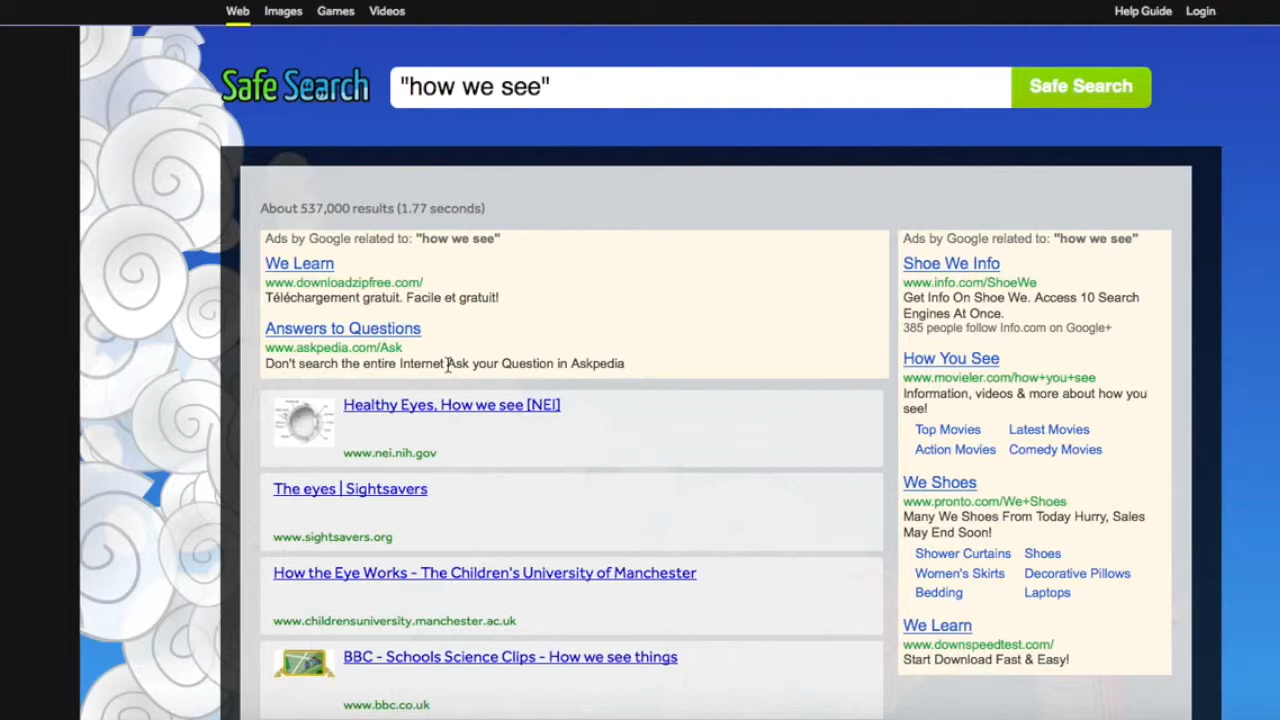 Web Images Games Videos Help Guide Login
Safe Search "how we see" Safe Search
About 537,000 results (1.77 seconds)
Ads by Google related to: "how we see"
We Learn
www.downloadzipfree.com/
Téléchargement gratuit. Facile et gratuit!
Answers to Questions
www.askpedia.com/Ask
Don't search the entire Internet Ask your Question in Askpedia
Healthy Eyes, How we see [NEI]
www.nei.nih.gov
The eyes | Sightsavers
www.sightsavers.org
How the Eye Works - The Children's University of Manchester
www.childrensuniversity.manchester.ac.uk
BBC - Schools Science Clips - How we see things
www.bbc.co.uk
Ads by Google related to: "how we see"
Shoe We Info
www.info.com/ShoeWe
Get Info On Shoe We. Access 10 Search
Engines At Once.
385 people follow Info.com on Google+
How You See
www.movieler.com/how+you+see
Information, videos & more about how you
see!
Top Movies Latest Movies
Action Movies Comedy Movies
We Shoes
www.pronto.com/We+Shoes
Many We Shoes From Today Hurry, Sales
May End Soon!
Shower Curtains Shoes
Women's Skirts Decorative Pillows
Bedding Laptops
We Learn
www.downspeedtest.com/
Start Download Fast & Easy!